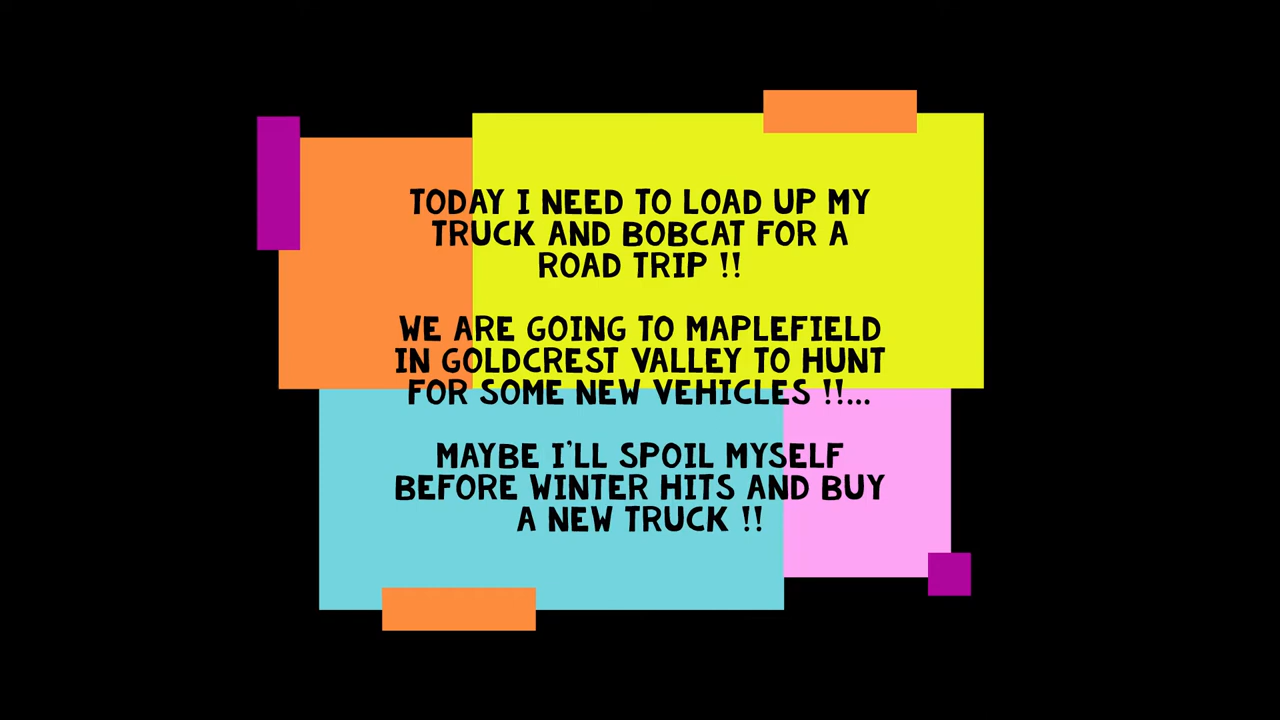 TODAY I NEED TO LOAD UP MY
TRUCK AND BOBCAT FOR A
ROAD TRIP !!
WE ARE GOING TO MAPLEFIELD
IN GOLDCREST VALLEY TO HUNT
FOR SOME NEW VEHICLES !!...
MAYBE I'LL SPOIL MYSELF
BEFORE WINTER HITS AND BUY
A NEW TRUCK !!